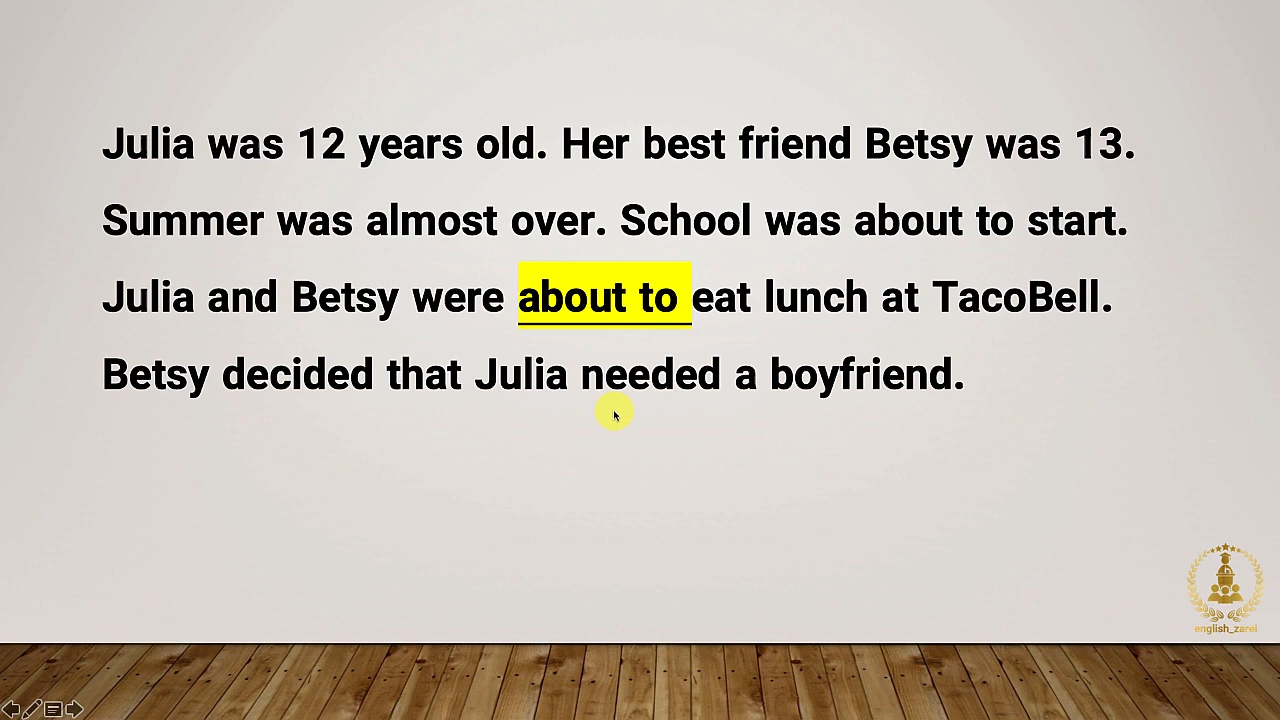 Julia was 12 years old. Her best friend Betsy was 13.
Summer was almost over. School was about to start.
Julia and Betsy were about to eat lunch at TacoBell.
Betsy decided that Julia needed a boyfriend.
english_zarei